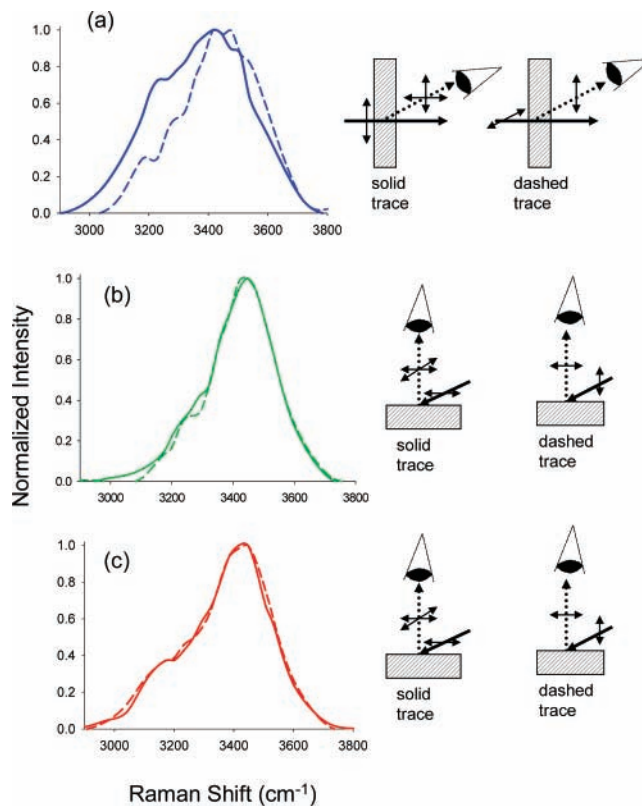 (a)
1.0
0.8
0.6
0.4
0.2
0.0
3000 3200 3400 3600 3800
solid
trace
dashed
trace
Normalized Intensity
(b)
1.0
0.8
0.6
0.4
0.2
0.0
3000 3200 3400 3600 3800
solid
trace
dashed
trace
(c)
1.0
0.8
0.6
0.4
0.2
0.0
3000 3200 3400 3600 3800
solid
trace
dashed
trace
Raman Shift (cm⁻¹)